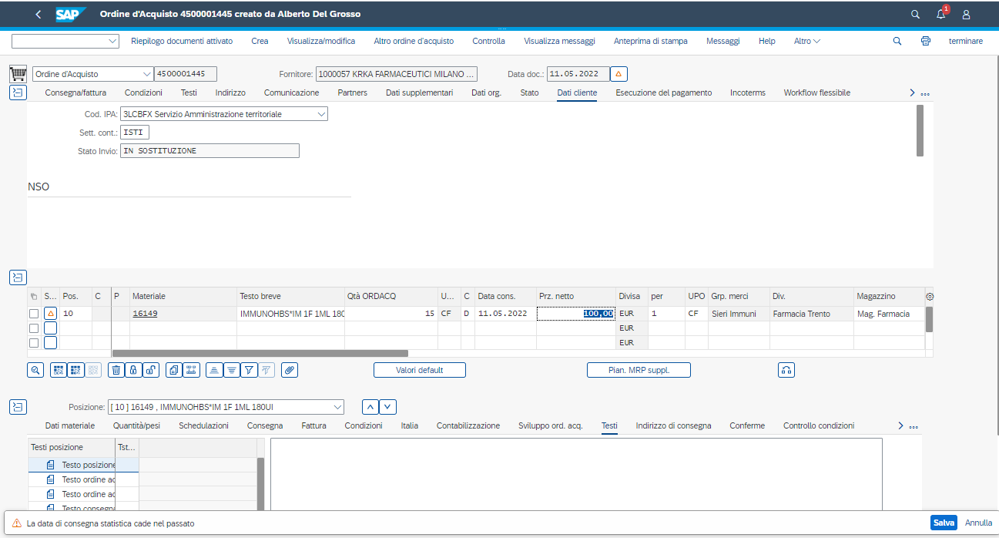 SAP Ordine d'Acquisto 4500001445 creato da Alberto Del Grosso 1
Riepilogo documenti attivato Crea Visualizza/modifica Altro ordine d'acquisto Controlla Visualizza messaggi Anteprima di stampa Messaggi Help Altro terminare
Ordine d'Acquisto 4500001445 Fornitore: 1000057 KRKA FARMACEUTICI MILANO ... Data doc.: 11.05.2022
Consegna/fattura Condizioni Testi Indirizzo Comunicazione Partners Dati supplementari Dati org. Stato Dati cliente Esecuzione del pagamento Incoterms Workflow flessibile
Cod. IPA: 3LCBFX Servizio Amministrazione territoriale
Sett. cont.: ISTI
Stato Invio: IN SOSTITUZIONE
NSO
S... Pos. C P Materiale Testo breve Qtà ORDACQ U... C Data cons. Prz. netto Divisa per UPO Grp. merci Div. Magazzino
10 16149 IMMUNOHBS*IM 1F 1ML 180 15 CF D 11.05.2022 100,00 EUR 1 CF Sieri Immuni Farmacia Trento Mag. Farmacia
EUR
EUR
Valori default Pian. MRP suppl.
Posizione: [ 10 ] 16149 , IMMUNOHBS*IM 1F 1ML 180UI
Dati materiale Quantità/pesi Schedulazioni Consegna Fattura Condizioni Italia Contabilizzazione Sviluppo ord. acq. Testi Indirizzo di consegna Conferme Controllo condizioni
Testi posizione Tst...
Testo posizione
Testo ordine ac
Testo ordine ac
Testo consegna
La data di consegna statistica cade nel passato Salva Annulla